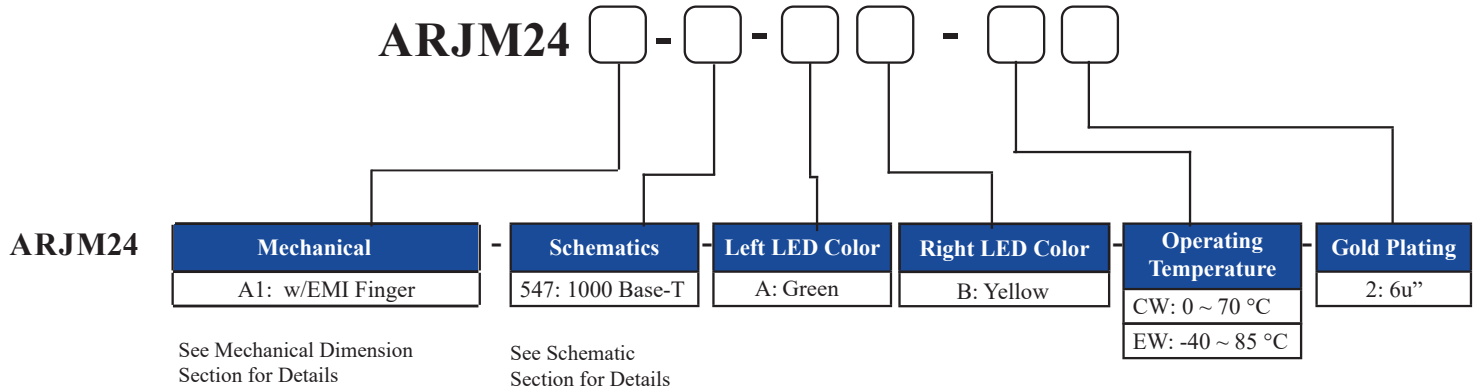 ARJM24 - - -
ARJM24
Mechanical - Schematics - Left LED Color Right LED Color - Operating Temperature - Gold Plating
A1: w/EMI Finger
547: 1000 Base-T
A: Green
B: Yellow
CW: 0 ~ 70 °C
EW: -40 ~ 85 °C
2: 6u”
See Mechanical Dimension
Section for Details
See Schematic
Section for Details